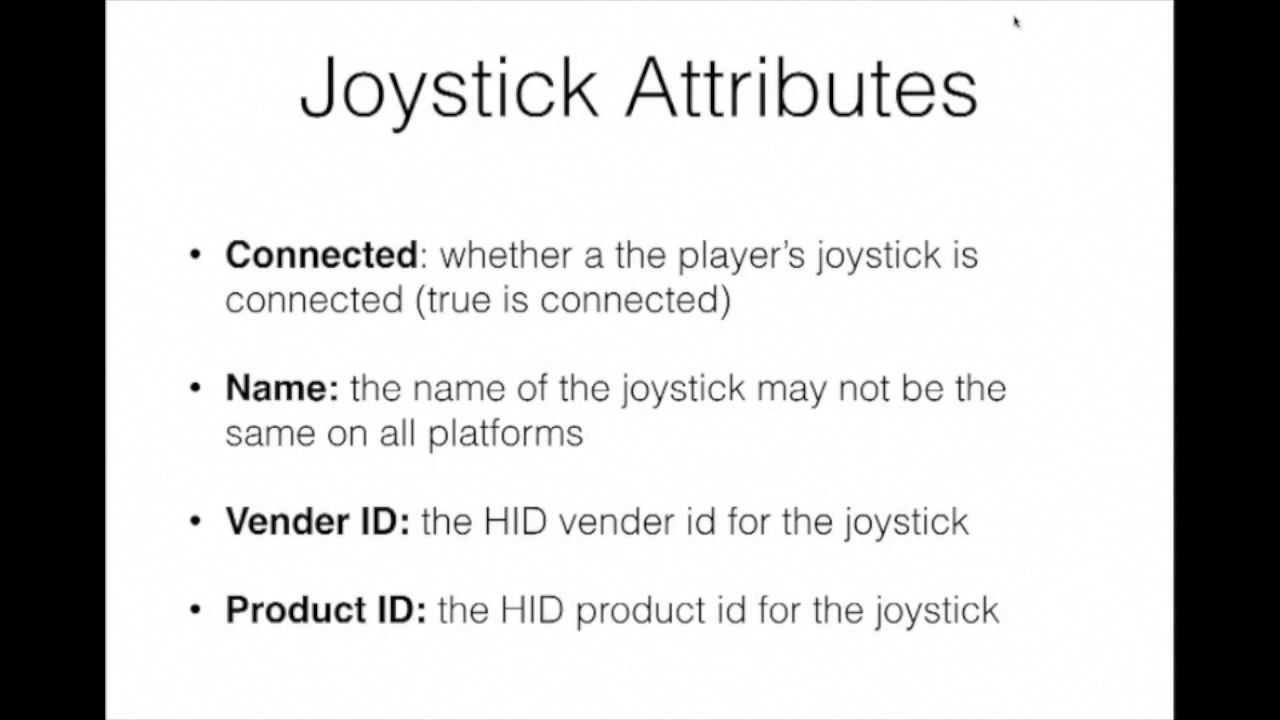 Joystick Attributes
• Connected: whether a the player's joystick is
connected (true is connected)
• Name: the name of the joystick may not be the
same on all platforms
• Vender ID: the HID vender id for the joystick
• Product ID: the HID product id for the joystick